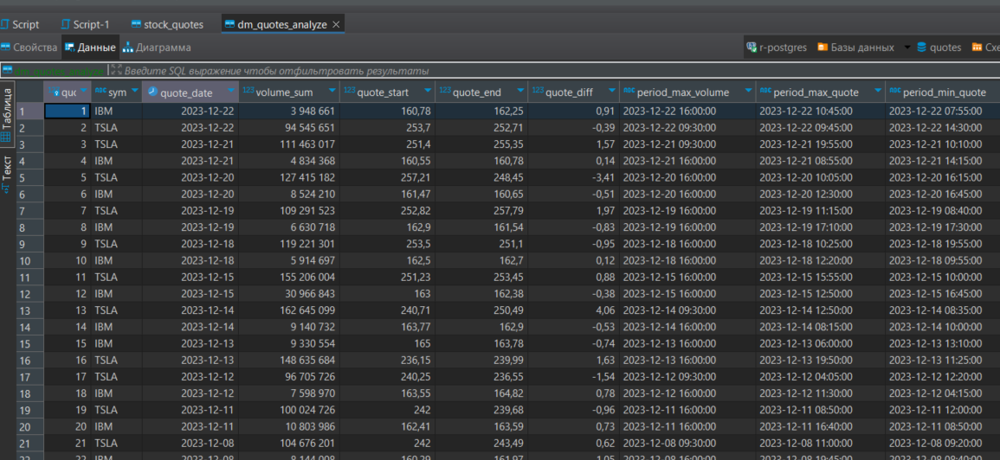 Script Script-1 stock_quotes dm_quotes_analyze
Свойства Данные Диаграмма r-postgres Базы данных quotes Схе
dm_quotes_analyze Введите SQL выражение чтобы отфильтровать результаты
Таблица
Текст
quo sym quote_date 123 volume_sum 123 quote_start 123 quote_end 123 quote_diff ABC period_max_volume ABC period_max_quote ABC period_min_quote
1 1 IBM 2023-12-22 3 948 661 160,78 162,25 0,91 2023-12-22 16:00:00 2023-12-22 10:45:00 2023-12-22 07:55:00
2 2 TSLA 2023-12-22 94 545 651 253,7 252,71 -0,39 2023-12-22 09:30:00 2023-12-22 09:45:00 2023-12-22 14:30:00
3 3 TSLA 2023-12-21 111 463 017 251,4 255,35 1,57 2023-12-21 09:30:00 2023-12-21 19:55:00 2023-12-21 10:10:00
4 4 IBM 2023-12-21 4 834 368 160,55 160,78 0,14 2023-12-21 16:00:00 2023-12-21 08:55:00 2023-12-21 14:15:00
5 5 TSLA 2023-12-20 127 415 182 257,21 248,45 -3,41 2023-12-20 16:00:00 2023-12-20 10:05:00 2023-12-20 16:15:00
6 6 IBM 2023-12-20 8 524 210 161,47 160,65 -0,51 2023-12-20 16:00:00 2023-12-20 12:30:00 2023-12-20 16:45:00
7 7 TSLA 2023-12-19 109 291 523 252,82 257,79 1,97 2023-12-19 16:00:00 2023-12-19 11:15:00 2023-12-19 08:40:00
8 8 IBM 2023-12-19 6 630 718 162,9 161,54 -0,83 2023-12-19 16:00:00 2023-12-19 17:10:00 2023-12-19 17:30:00
9 9 TSLA 2023-12-18 119 221 301 253,5 251,1 -0,95 2023-12-18 16:00:00 2023-12-18 10:25:00 2023-12-18 19:55:00
10 10 IBM 2023-12-18 5 914 697 162,5 162,7 0,12 2023-12-18 16:00:00 2023-12-18 12:20:00 2023-12-18 09:55:00
11 11 TSLA 2023-12-15 155 206 004 251,23 253,45 0,88 2023-12-15 16:00:00 2023-12-15 15:55:00 2023-12-15 10:00:00
12 12 IBM 2023-12-15 30 966 843 163 162,38 -0,38 2023-12-15 16:00:00 2023-12-15 12:50:00 2023-12-15 16:45:00
13 13 TSLA 2023-12-14 162 645 099 240,71 250,49 4,06 2023-12-14 09:30:00 2023-12-14 12:50:00 2023-12-14 08:35:00
14 14 IBM 2023-12-14 9 140 732 163,77 162,9 -0,53 2023-12-14 16:00:00 2023-12-14 08:15:00 2023-12-14 10:00:00
15 15 IBM 2023-12-13 9 330 554 165 163,78 -0,74 2023-12-13 16:00:00 2023-12-13 06:00:00 2023-12-13 13:10:00
16 16 TSLA 2023-12-13 148 635 684 236,15 239,99 1,63 2023-12-13 16:00:00 2023-12-13 19:50:00 2023-12-13 11:25:00
17 17 TSLA 2023-12-12 96 705 726 240,25 236,55 -1,54 2023-12-12 09:30:00 2023-12-12 04:05:00 2023-12-12 12:20:00
18 18 IBM 2023-12-12 7 598 970 163,55 164,82 0,78 2023-12-12 16:00:00 2023-12-12 11:30:00 2023-12-12 04:15:00
19 19 TSLA 2023-12-11 100 024 726 242 239,68 -0,96 2023-12-11 16:00:00 2023-12-11 08:50:00 2023-12-11 12:00:00
20 20 IBM 2023-12-11 10 803 986 162,41 163,59 0,73 2023-12-11 16:00:00 2023-12-11 16:40:00 2023-12-11 08:50:00
21 21 TSLA 2023-12-08 104 676 201 242 243,49 0,62 2023-12-08 09:30:00 2023-12-08 11:00:00 2023-12-08 09:20:00
22 22 IBM 2023-12-08 8 144 008 160,29 161,97 1,05 2023-12-08 16:00:00 2023-12-08 19:45:00 2023-12-08 08:40:00